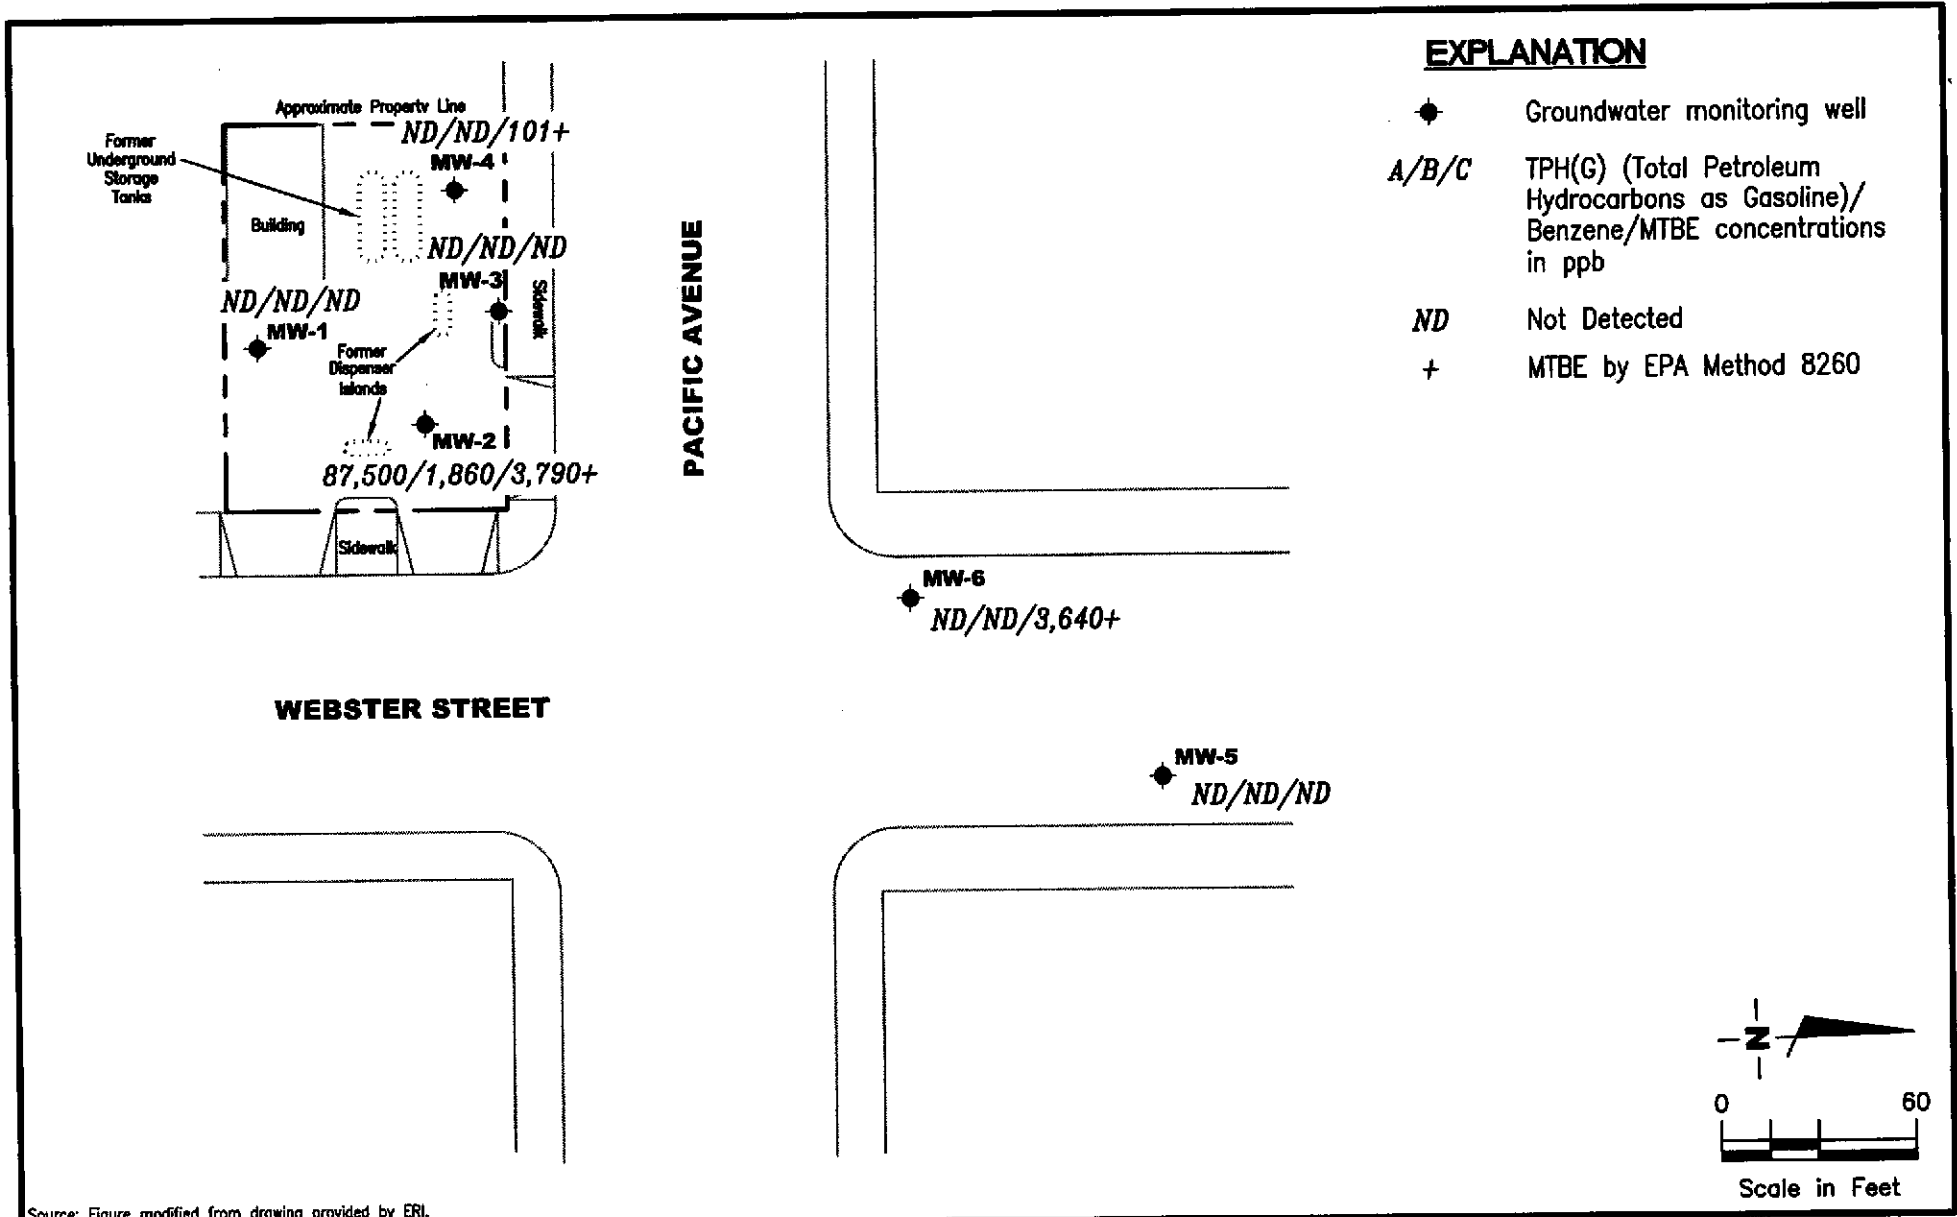 EXPLANATION
Groundwater monitoring well
A/B/C TPH(G) (Total Petroleum
Hydrocarbons as Gasoline)/
Benzene/MTBE concentrations
in ppb
ND Not Detected
+ MTBE by EPA Method 8260
Approximate Property Line
ND/ND/101+
MW-4
Former
Underground
Storage
Tanks
Building
ND/ND/ND
MW-3
Sidewalk
ND/ND/ND
MW-1
Former
Dispenser
Islands
MW-2
87,500/1,860/3,790+
Sidewalk
PACIFIC AVENUE
MW-6
ND/ND/3,640+
WEBSTER STREET
MW-5
ND/ND/ND
N
0 60
Scale in Feet
Source: Figure modified from drawing provided by ERI.